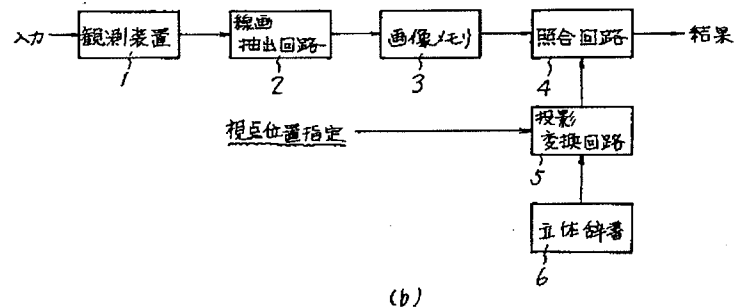 入力
観測装置
1
線画
抽出回路
2
画像メモリ
3
照合回路
4
結果
視点位置指定
投影
変換回路
5
立体辞書
6
(b)